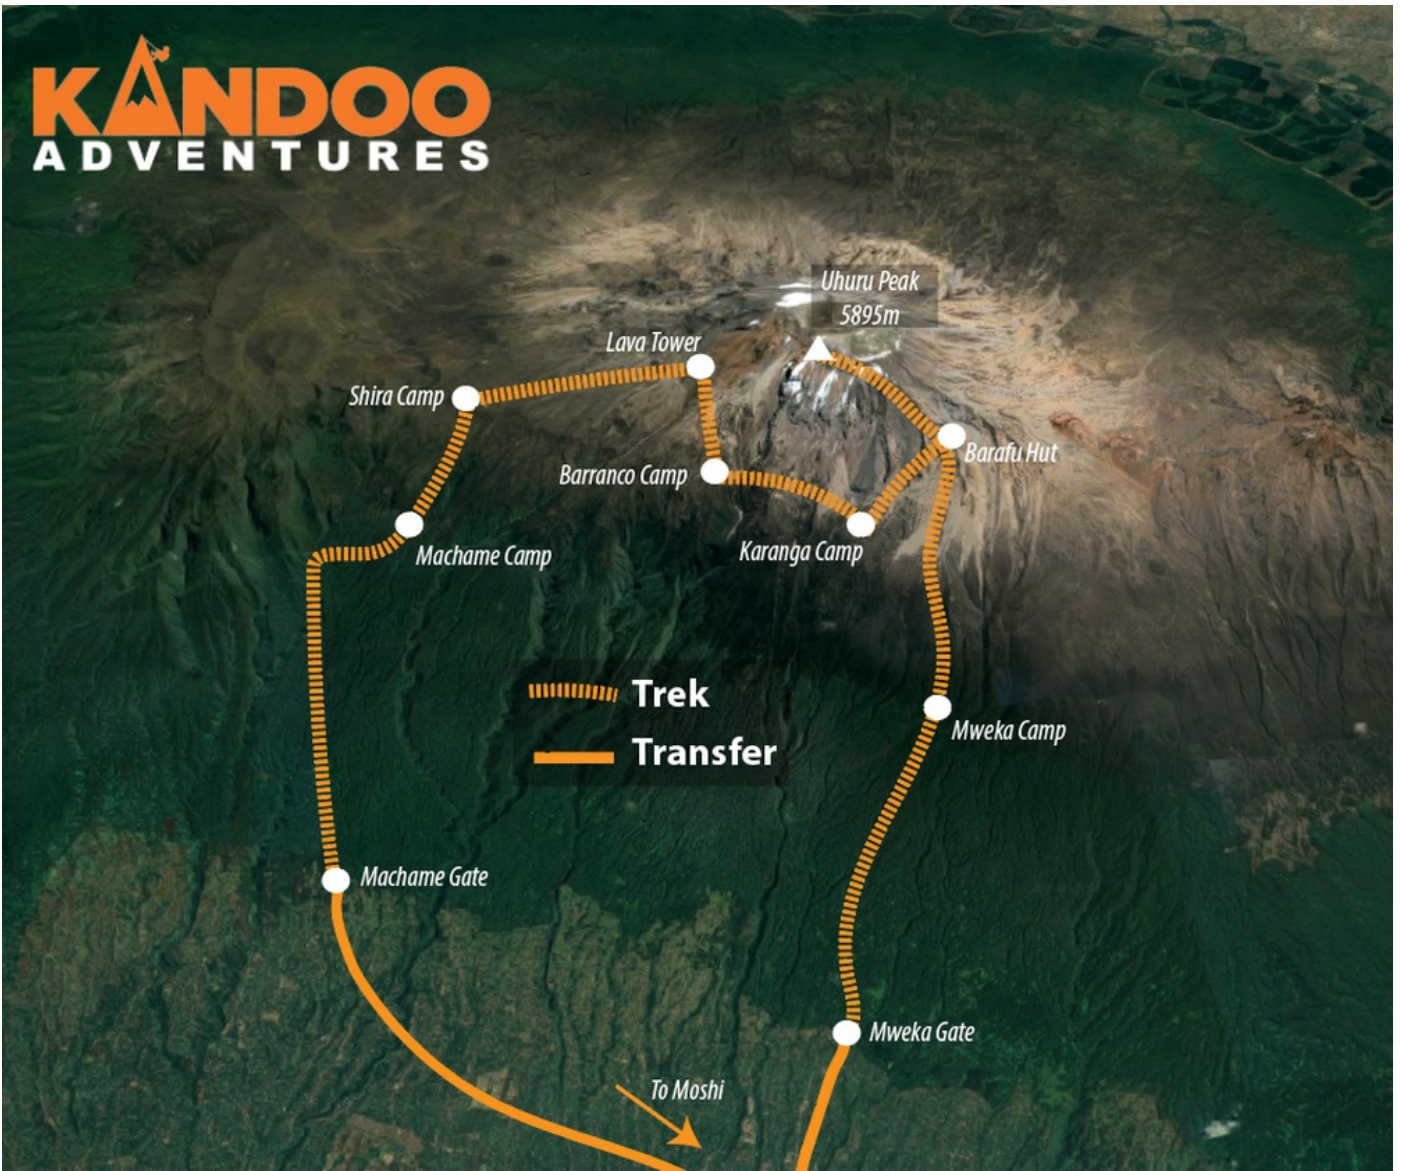 KANDOO
ADVENTURES
Uhuru Peak
5895m
Lava Tower
Shira Camp
Barafu Hut
Barranco Camp
Karanga Camp
Machame Camp
Trek
Mweka Camp
Transfer
Machame Gate
Mweka Gate
To Moshi